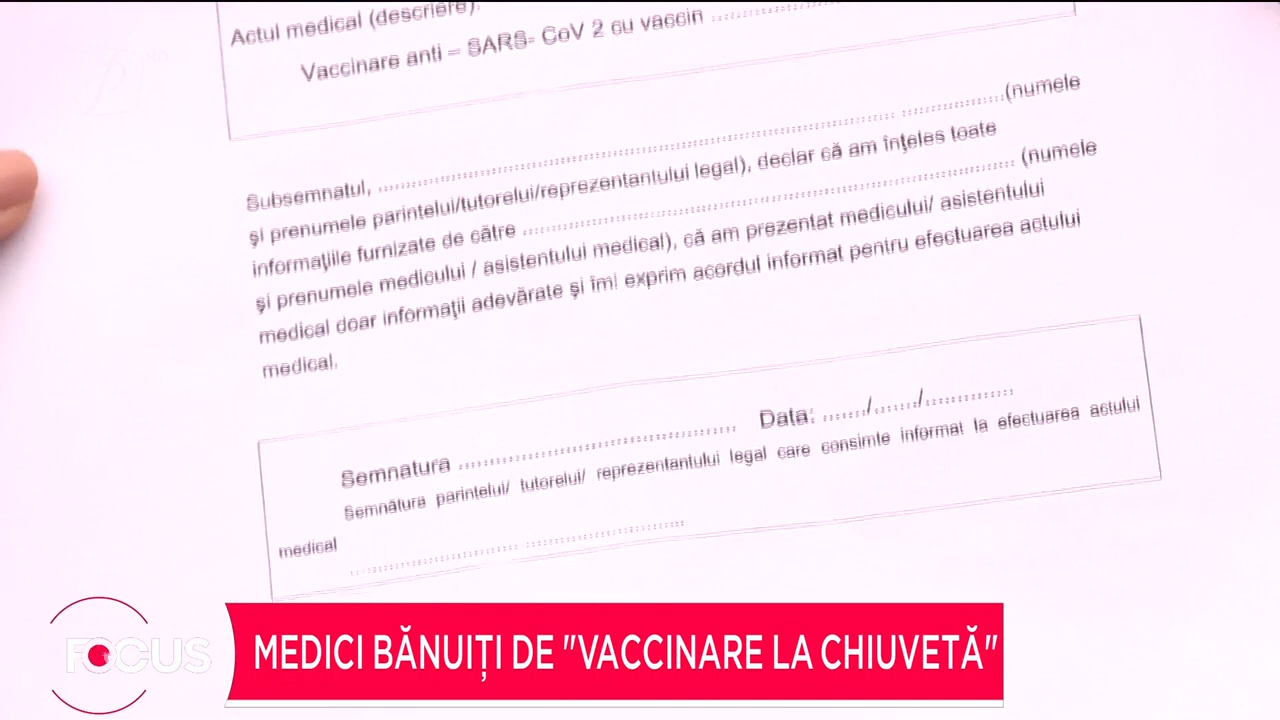 Actul medical (descriere):
Vaccinare anti – SARS- CoV 2 cu vaccin ....................
Subsemnatul, ........................................ ....................(numele
şi prenumele parintelui/tutorelui/reprezentantului legal), declar că am înţeles toate
informaţiile furnizate de către ........................................ (numele
şi prenumele medicului / asistentului medical), că am prezentat medicului/ asistentului
medical doar informaţii adevărate şi îmi exprim acordul informat pentru efectuarea actului
medical.
Semnatura ........................................ Data: ......./......./...............
Semnătura parintelui/ tutorelui/ reprezentantului legal care consimte informat la efectuarea actului
medical ........................................
FOCUS
MEDICI BĂNUIȚI DE "VACCINARE LA CHIUVETĂ"